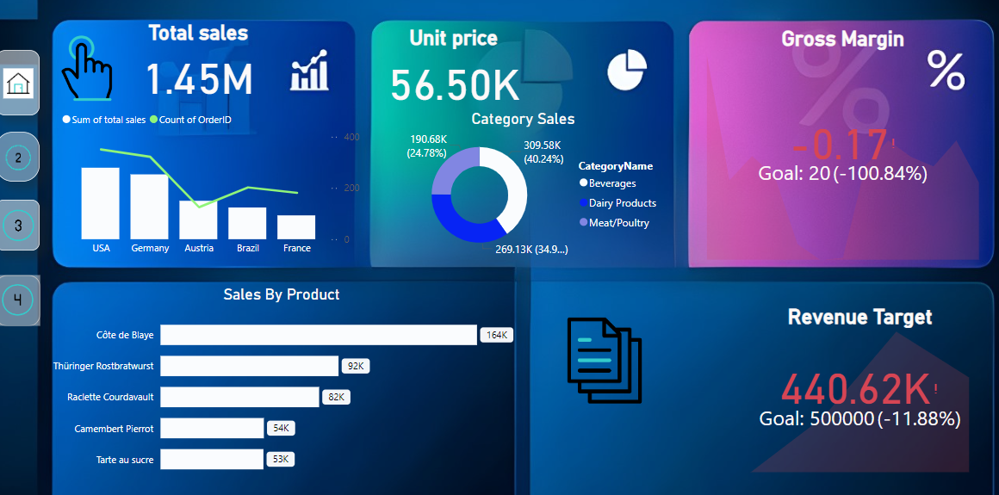 Total sales
1.45M
Sum of total sales
Count of OrderID
400
200
0
USA
Germany
Austria
Brazil
France
Unit price
56.50K
Category Sales
190.68K
(24.78%)
309.58K
(40.24%)
269.13K (34.9...)
CategoryName
Beverages
Dairy Products
Meat/Poultry
Gross Margin
%
-0.17!
Goal: 20 (-100.84%)
2
3
4
Sales By Product
Côte de Blaye
164K
Thüringer Rostbratwurst
92K
Raclette Courdavault
82K
Camembert Pierrot
54K
Tarte au sucre
53K
Revenue Target
440.62K!
Goal: 500000 (-11.88%)